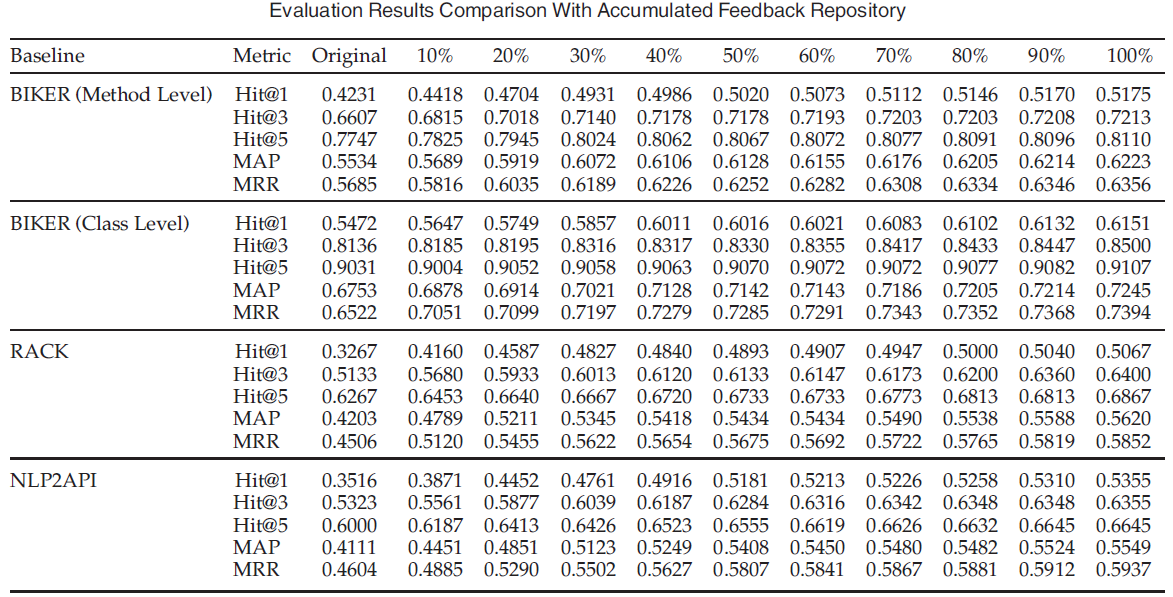 Evaluation Results Comparison With Accumulated Feedback Repository
Baseline Metric Original 10% 20% 30% 40% 50% 60% 70% 80% 90% 100%
BIKER (Method Level) Hit@1 0.4231 0.4418 0.4704 0.4931 0.4986 0.5020 0.5073 0.5112 0.5146 0.5170 0.5175
Hit@3 0.6607 0.6815 0.7018 0.7140 0.7178 0.7178 0.7193 0.7203 0.7203 0.7208 0.7213
Hit@5 0.7747 0.7825 0.7945 0.8024 0.8062 0.8067 0.8072 0.8077 0.8091 0.8096 0.8110
MAP 0.5534 0.5689 0.5919 0.6072 0.6106 0.6128 0.6155 0.6176 0.6205 0.6214 0.6223
MRR 0.5685 0.5816 0.6035 0.6189 0.6226 0.6252 0.6282 0.6308 0.6334 0.6346 0.6356
BIKER (Class Level) Hit@1 0.5472 0.5647 0.5749 0.5857 0.6011 0.6016 0.6021 0.6083 0.6102 0.6132 0.6151
Hit@3 0.8136 0.8185 0.8195 0.8316 0.8317 0.8330 0.8355 0.8417 0.8433 0.8447 0.8500
Hit@5 0.9031 0.9004 0.9052 0.9058 0.9063 0.9070 0.9072 0.9072 0.9077 0.9082 0.9107
MAP 0.6753 0.6878 0.6914 0.7021 0.7128 0.7142 0.7143 0.7186 0.7205 0.7214 0.7245
MRR 0.6522 0.7051 0.7099 0.7197 0.7279 0.7285 0.7291 0.7343 0.7352 0.7368 0.7394
RACK Hit@1 0.3267 0.4160 0.4587 0.4827 0.4840 0.4893 0.4907 0.4947 0.5000 0.5040 0.5067
Hit@3 0.5133 0.5680 0.5933 0.6013 0.6120 0.6133 0.6147 0.6173 0.6200 0.6360 0.6400
Hit@5 0.6267 0.6453 0.6640 0.6667 0.6720 0.6733 0.6733 0.6773 0.6813 0.6813 0.6867
MAP 0.4203 0.4789 0.5211 0.5345 0.5418 0.5434 0.5434 0.5490 0.5538 0.5588 0.5620
MRR 0.4506 0.5120 0.5455 0.5622 0.5654 0.5675 0.5692 0.5722 0.5765 0.5819 0.5852
NLP2API Hit@1 0.3516 0.3871 0.4452 0.4761 0.4916 0.5181 0.5213 0.5226 0.5258 0.5310 0.5355
Hit@3 0.5323 0.5561 0.5877 0.6039 0.6187 0.6284 0.6316 0.6342 0.6348 0.6348 0.6355
Hit@5 0.6000 0.6187 0.6413 0.6426 0.6523 0.6555 0.6619 0.6626 0.6632 0.6645 0.6645
MAP 0.4111 0.4451 0.4851 0.5123 0.5249 0.5408 0.5450 0.5480 0.5482 0.5524 0.5549
MRR 0.4604 0.4885 0.5290 0.5502 0.5627 0.5807 0.5841 0.5867 0.5881 0.5912 0.5937